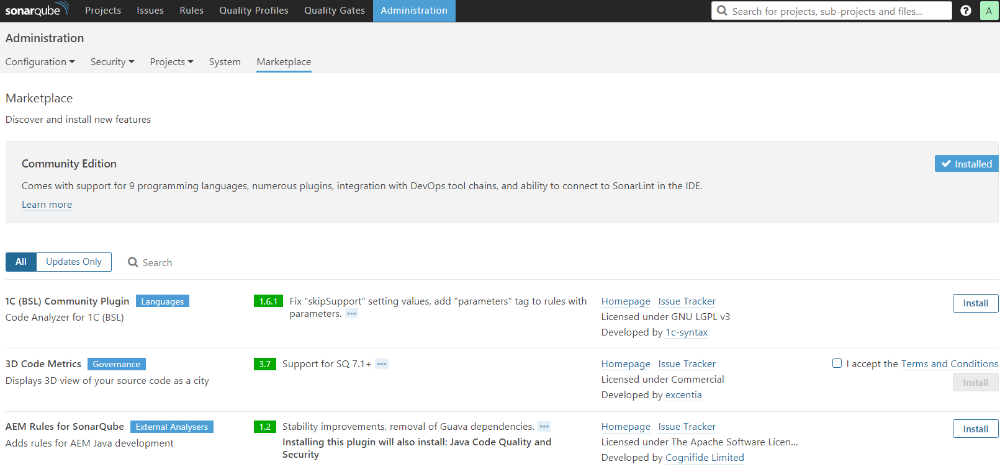 sonarqube Projects Issues Rules Quality Profiles Quality Gates Administration Search for projects, sub-projects and files... ? A
Administration
Configuration Security Projects System Marketplace
Marketplace
Discover and install new features
Community Edition Installed
Comes with support for 9 programming languages, numerous plugins, integration with DevOps tool chains, and ability to connect to SonarLint in the IDE.
Learn more
All Updates Only Search
1C (BSL) Community Plugin Languages
Code Analyzer for 1C (BSL)
1.6.1 Fix "skipSupport" setting values, add "parameters" tag to rules with
parameters. ...
Homepage Issue Tracker
Licensed under GNU LGPL v3
Developed by 1c-syntax
Install
3D Code Metrics Governance
Displays 3D view of your source code as a city
3.7 Support for SQ 7.1+ ...
Homepage Issue Tracker
Licensed under Commercial
Developed by excentia
I accept the Terms and Conditions
Install
AEM Rules for SonarQube External Analysers
Adds rules for AEM Java development
1.2 Stability improvements, removal of Guava dependencies. ...
Installing this plugin will also install: Java Code Quality and
Security
Homepage Issue Tracker
Licensed under The Apache Software Licen...
Developed by Cognifide Limited
Install